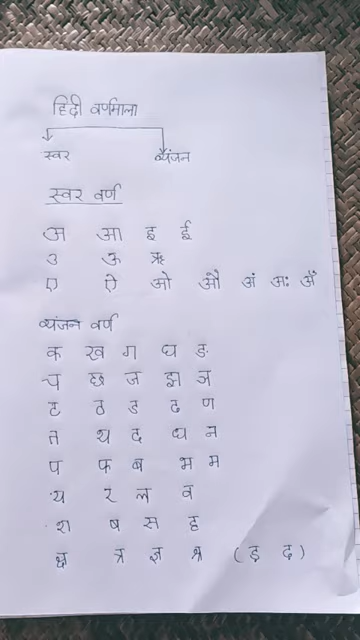 हिंदी वर्णमाला
स्वर व्यंजन
स्वर वर्ण
अ आ इ ई
उ ऊ ऋ
ए ऐ ओ औ अं अः अँ
व्यंजन वर्ण
क ख ग घ ङ
च छ ज झ ञ
ट ठ ड ढ ण
त थ द ध न
प फ ब भ म
य र ल व
श ष स ह
क्ष त्र ज्ञ श्र ( ड़ ढ़ )